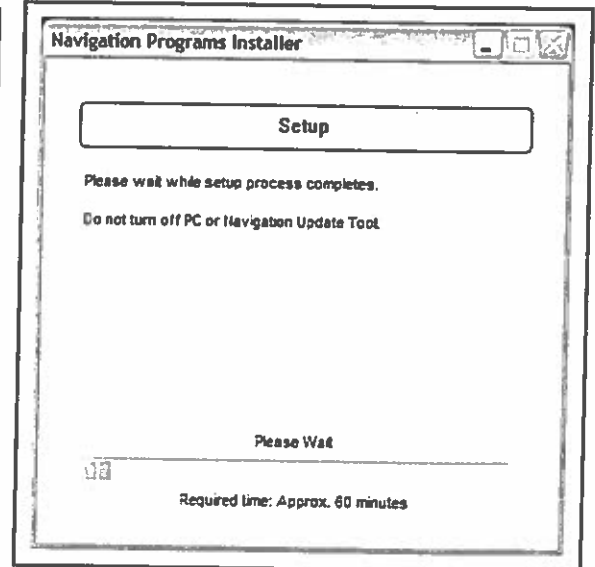 Navigation Programs Installer
Setup
Please wait while setup process completes.
Do not turn off PC or Navigation Update Tool.
Please Wait
Required time: Approx. 60 minutes